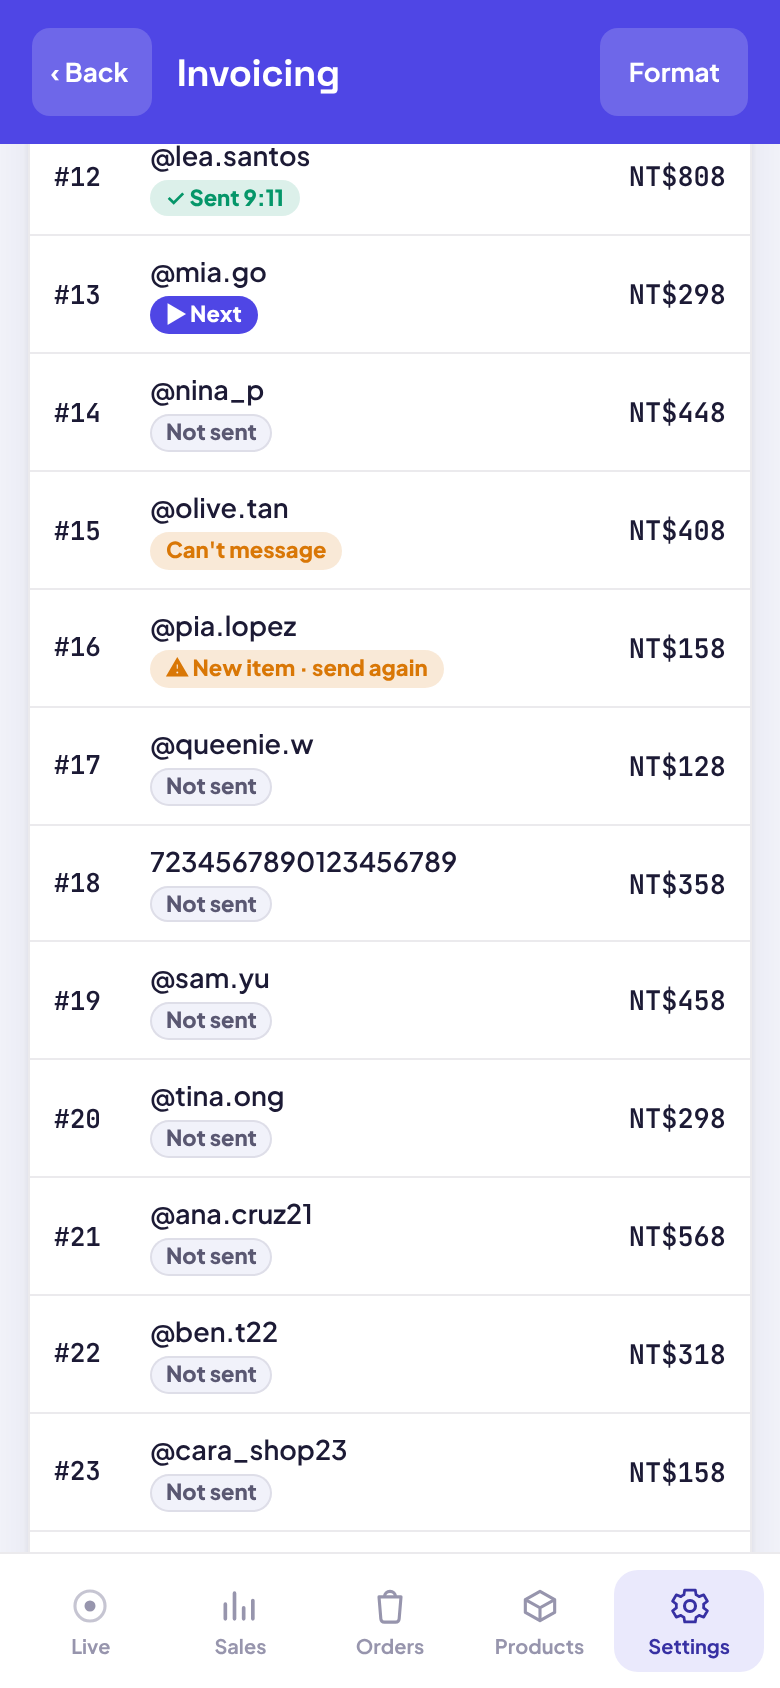 ‹ Back
Invoicing
Format
#12
@lea.santos
✓ Sent 9:11
NT$808
#13
@mia.go
▶ Next
NT$298
#14
@nina_p
Not sent
NT$448
#15
@olive.tan
Can't message
NT$408
#16
@pia.lopez
⚠ New item · send again
NT$158
#17
@queenie.w
Not sent
NT$128
#18
7234567890123456789
Not sent
NT$358
#19
@sam.yu
Not sent
NT$458
#20
@tina.ong
Not sent
NT$298
#21
@ana.cruz21
Not sent
NT$568
#22
@ben.t22
Not sent
NT$318
#23
@cara_shop23
Not sent
NT$158
Live
Sales
Orders
Products
Settings